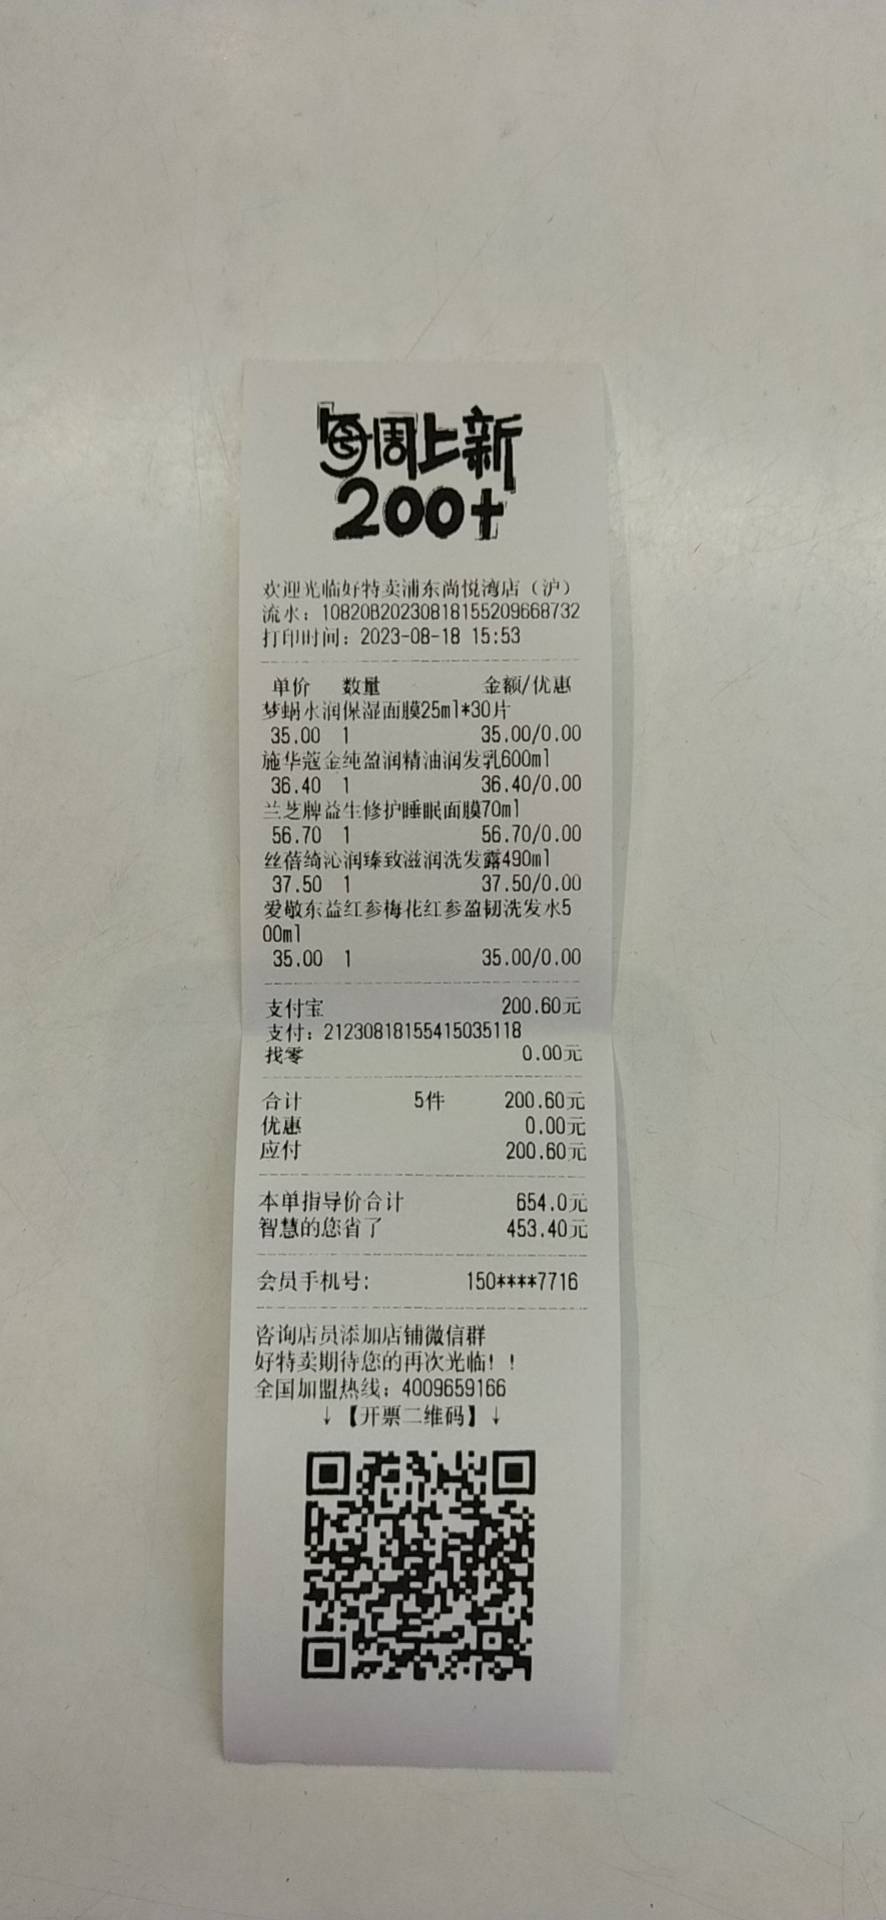 每周上新
200+
欢迎光临好特卖浦东尚悦湾店（沪）
流水：10820B20230818155209668732
打印时间：2023-08-18 15:53
单价 数量 金额/优惠
梦蜗水润保湿面膜25ml*30片
35.00 1 35.00/0.00
施华蔻金纯盈润精油润发乳600ml
36.40 1 36.40/0.00
兰芝牌益生修护睡眠面膜70ml
56.70 1 56.70/0.00
丝蓓绮沁润臻致滋润洗发露490ml
37.50 1 37.50/0.00
爱敬东益红参梅花红参盈韧洗发水5
00ml
35.00 1 35.00/0.00
支付宝 200.60元
支付：21230818155415035118
找零 0.00元
合计 5件 200.60元
优惠 0.00元
应付 200.60元
本单指导价合计 654.0元
智慧的您省了 453.40元
会员手机号: 150****7716
咨询店员添加店铺微信群
好特卖期待您的再次光临！！
全国加盟热线：4009659166
↓【开票二维码】↓